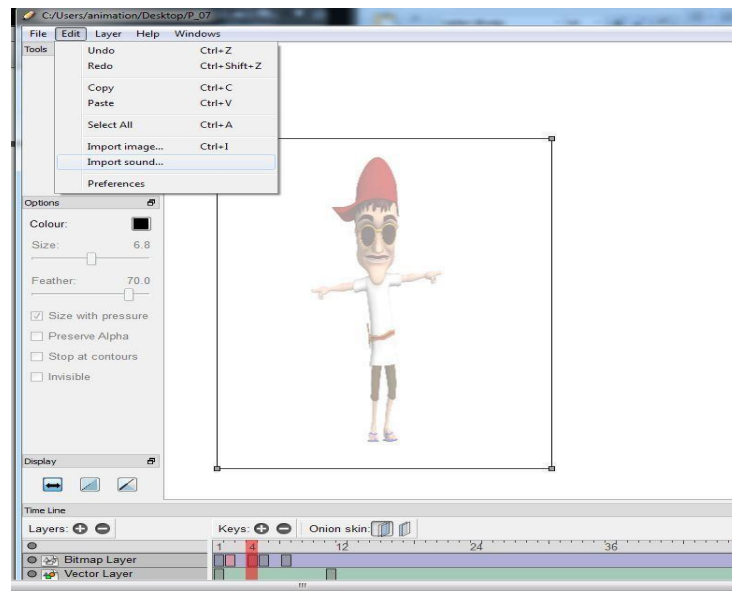 C:/Users/animation/Desktop/P_07
File Edit Layer Help Windows
Tools
Undo Ctrl+Z
Redo Ctrl+Shift+Z
Copy Ctrl+C
Paste Ctrl+V
Select All Ctrl+A
Import image... Ctrl+I
Import sound...
Preferences
Options
Colour:
Size: 6.8
Feather: 70.0
Size with pressure
Preserve Alpha
Stop at contours
Invisible
Display
Time Line
Layers: Keys: Onion skin:
1 4 12 24 36
Bitmap Layer
Vector Layer